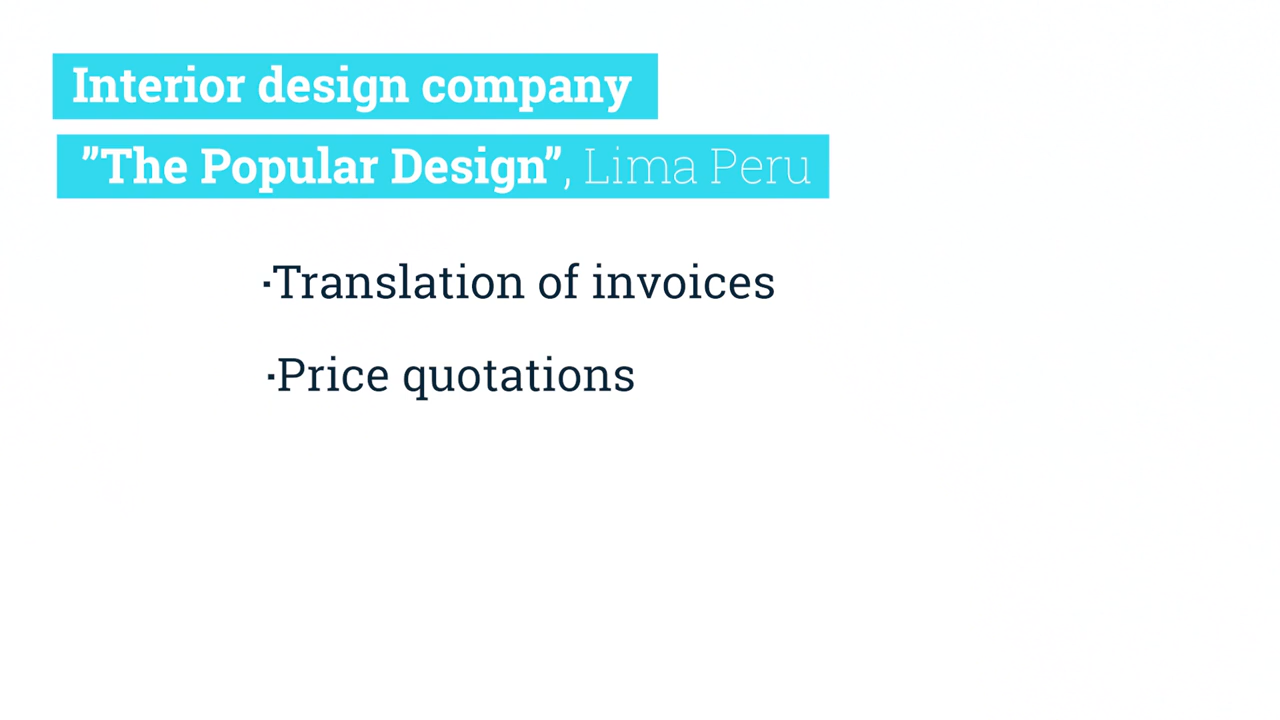 Interior design company
”The Popular Design”, Lima Peru
·Translation of invoices
·Price quotations